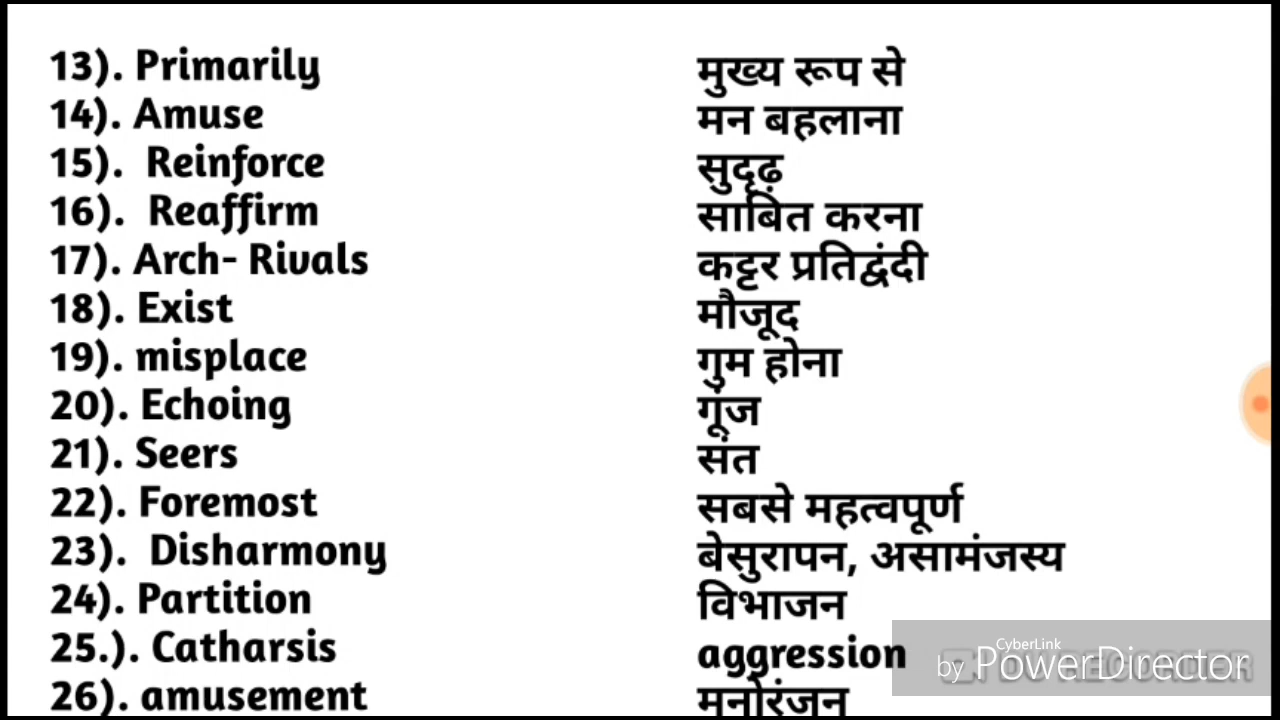 13). Primarily मुख्य रूप से
14). Amuse मन बहलाना
15). Reinforce सुदृढ़
16). Reaffirm साबित करना
17). Arch- Rivals कट्टर प्रतिद्वंदी
18). Exist मौजूद
19). misplace गुम होना
20). Echoing गूंज
21). Seers संत
22). Foremost सबसे महत्वपूर्ण
23). Disharmony बेसुरापन, असामंजस्य
24). Partition विभाजन
25.). Catharsis aggression
26). amusement मनोरंजन
CyberLink
by PowerDirector